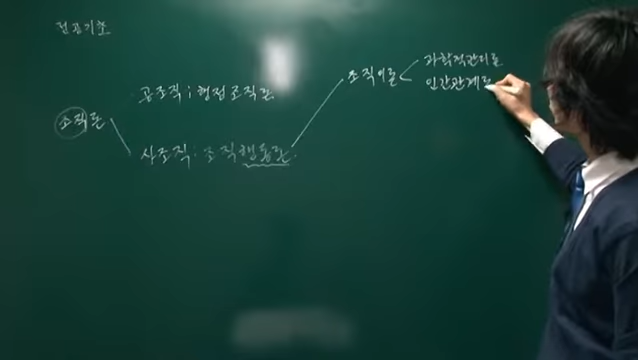 전공기초
조직이론
과학적관리론
인간관계론
공조직 ; 행정조직론
조직론
사조직 : 조직행동론